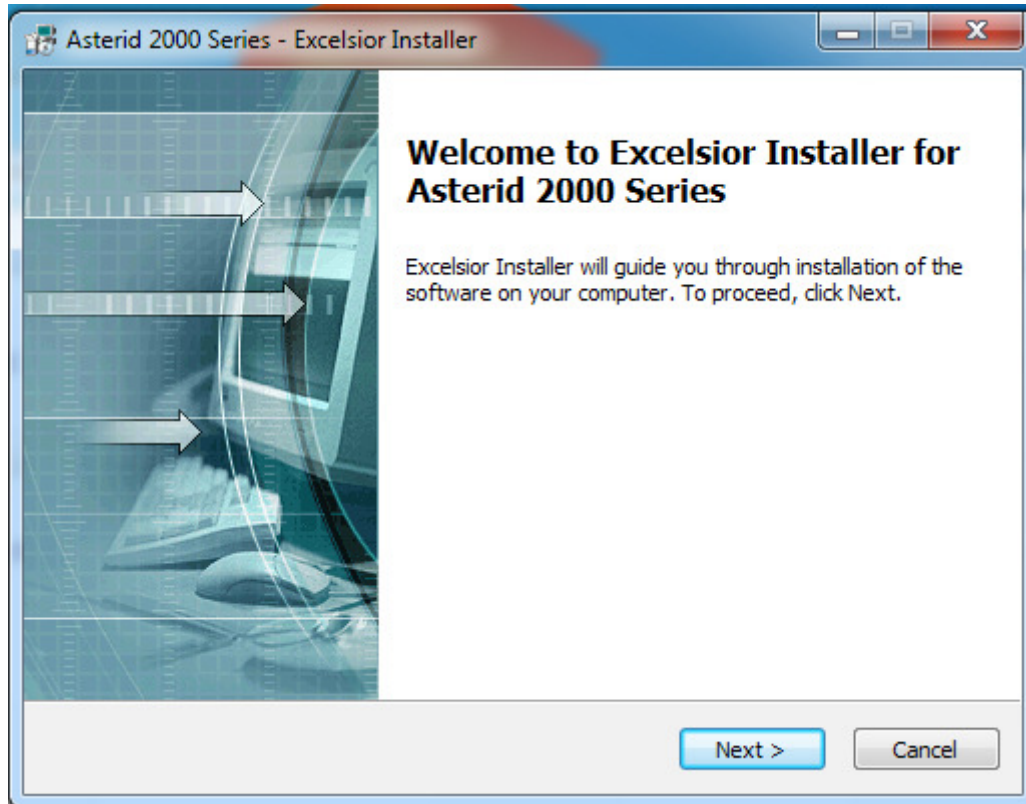 Asterid 2000 Series - Excelsior Installer
Welcome to Excelsior Installer for
Asterid 2000 Series
Excelsior Installer will guide you through installation of the
software on your computer. To proceed, click Next.
Next >
Cancel